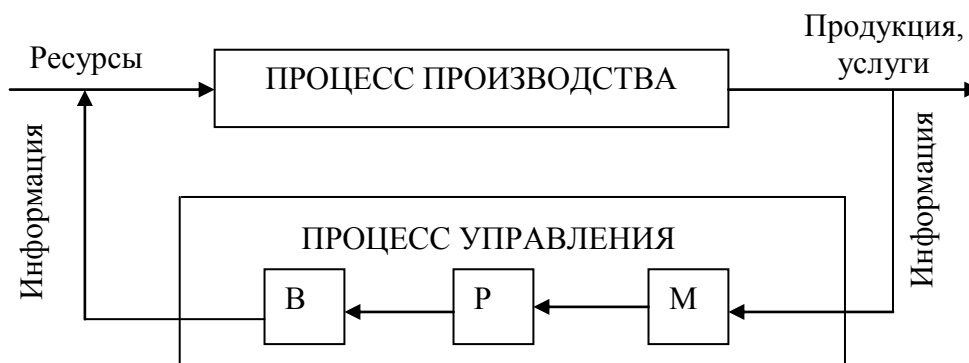 Ресурсы
Продукция,
услуги
ПРОЦЕСС ПРОИЗВОДСТВА
Информация
Информация
ПРОЦЕСС УПРАВЛЕНИЯ
В
Р
М